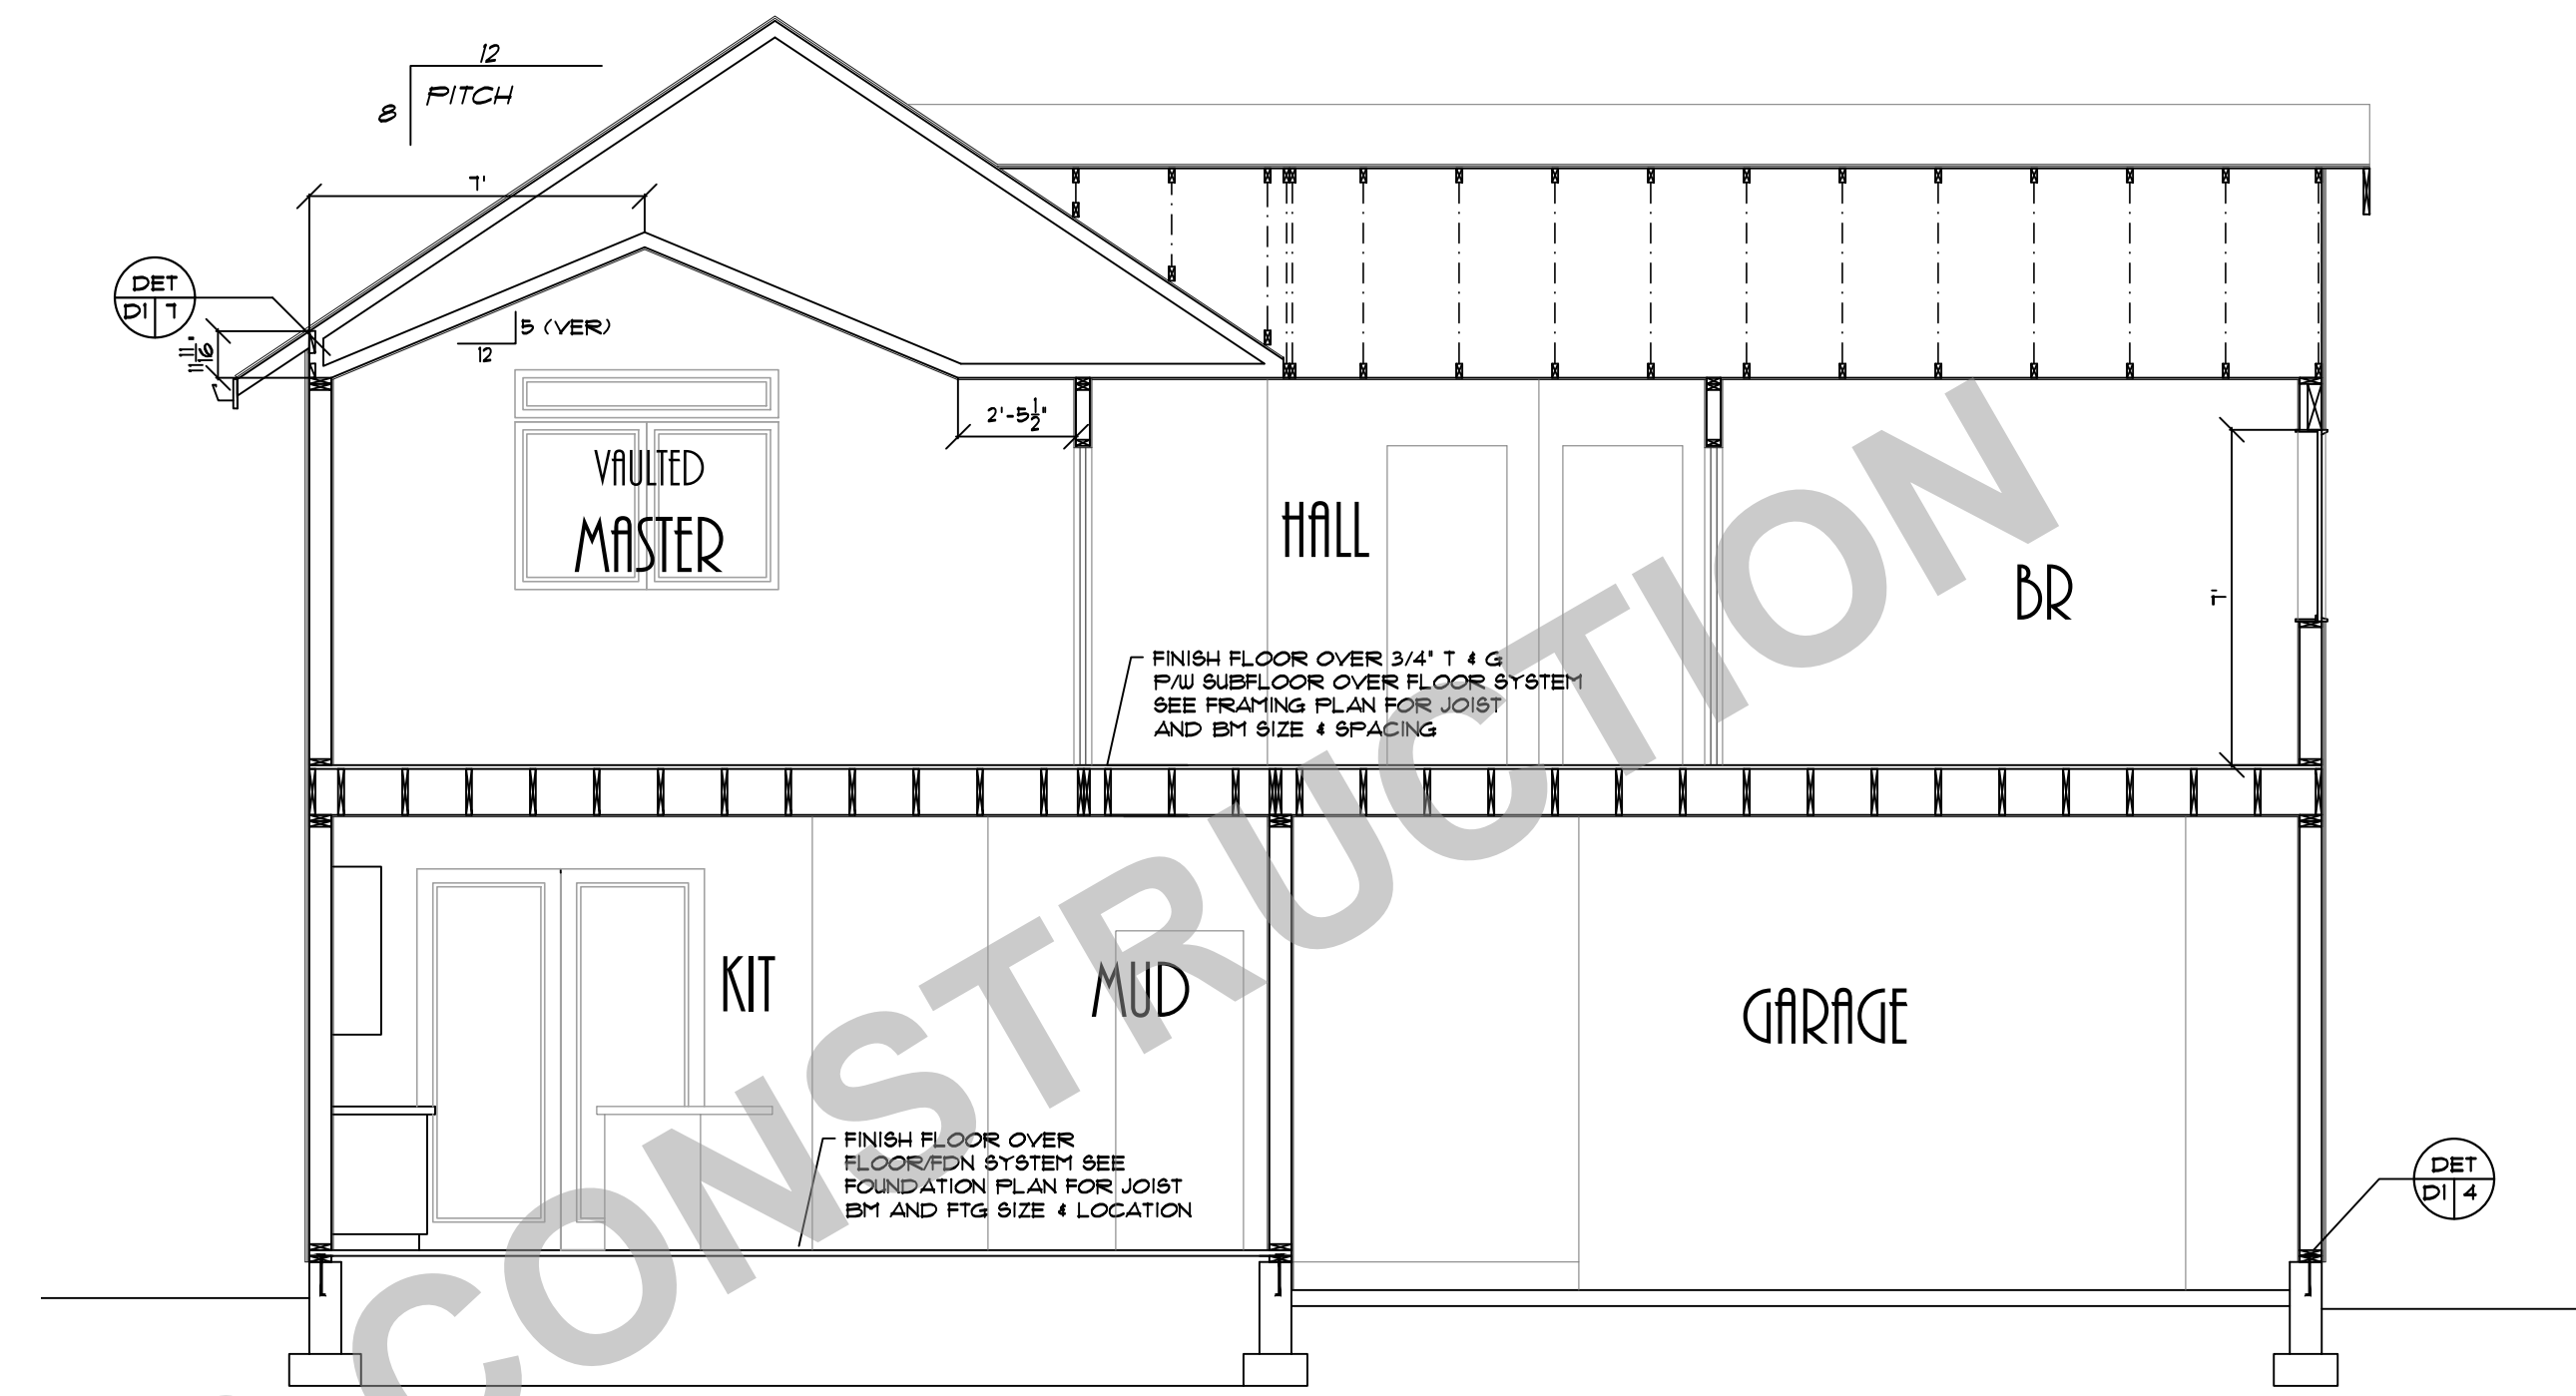 12
PITCH
8
7'
DET
D1 7
11 11/16"
5 (VER)
12
2'-5 1/2"
VAULTED
MASTER
HALL
BR
7'
FINISH FLOOR OVER 3/4" T & G
P/W SUBFLOOR OVER FLOOR SYSTEM
SEE FRAMING PLAN FOR JOIST
AND BM SIZE & SPACING
KIT
MUD
GARAGE
FINISH FLOOR OVER
FLOOR/FDN SYSTEM SEE
FOUNDATION PLAN FOR JOIST
BM AND FTG SIZE & LOCATION
DET
D1 4
CONSTRUCTION